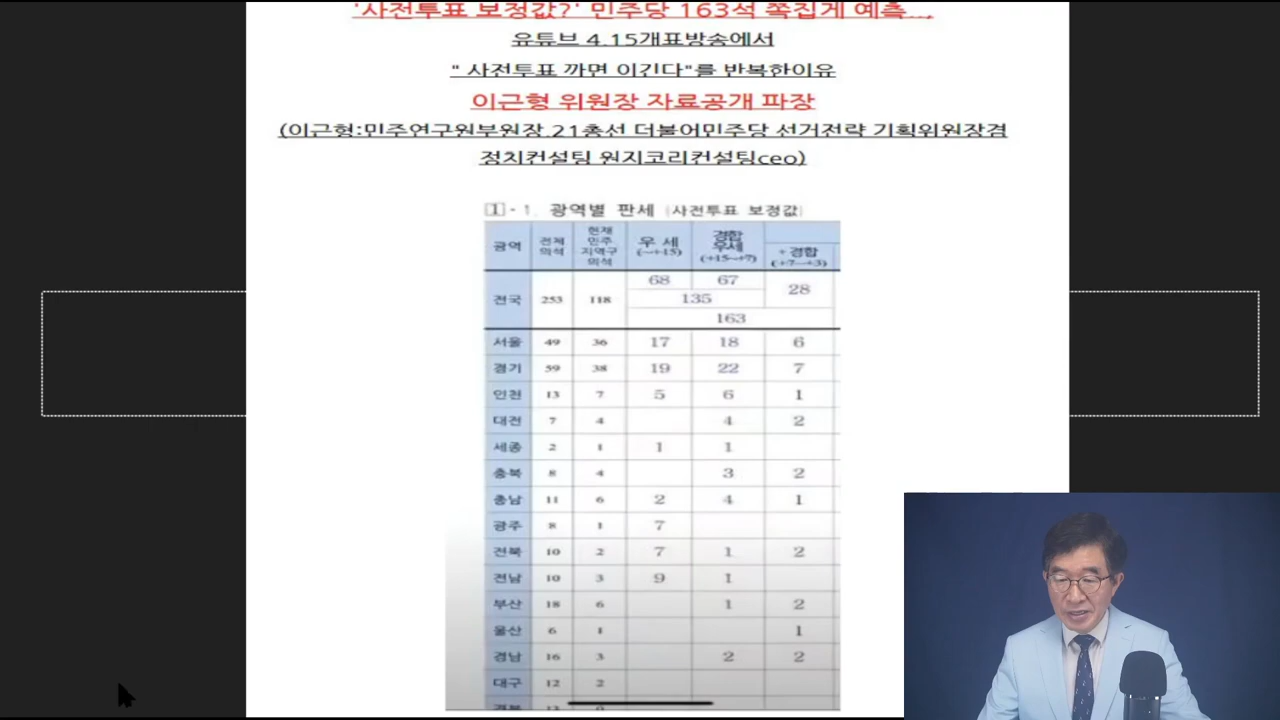 '사전투표 보정값?' 민주당 163석 쪽집게 예측..,
유튜브 4.15개표방송에서
" 사전투표 까면 이긴다"를 반복한이유
이근형 위원장 자료공개 파장
(이근형:민주연구원부원장 21총선 더불어민주당 선거전략 기획위원장겸
정치컨설팅 원지코리컨설팅ceo)
1-1. 광역별 판세 (사전투표 보정값)
광역 전체 의석 현재 민주 지역구 의석 우 세 (~+15) 경합 우세 (+15~+7) +경합 (+7~+3)
전국 253 118 68 67 28
135
163
서울 49 36 17 18 6
경기 59 38 19 22 7
인천 13 7 5 6 1
대전 7 4 4 2
세종 2 1 1 1
충북 8 4 3 2
충남 11 6 2 4 1
광주 8 1 7
전북 10 2 7 1 2
전남 10 3 9 1
부산 18 6 1 2
울산 6 1 1
경남 16 3 2 2
대구 12 2
경북 13 0